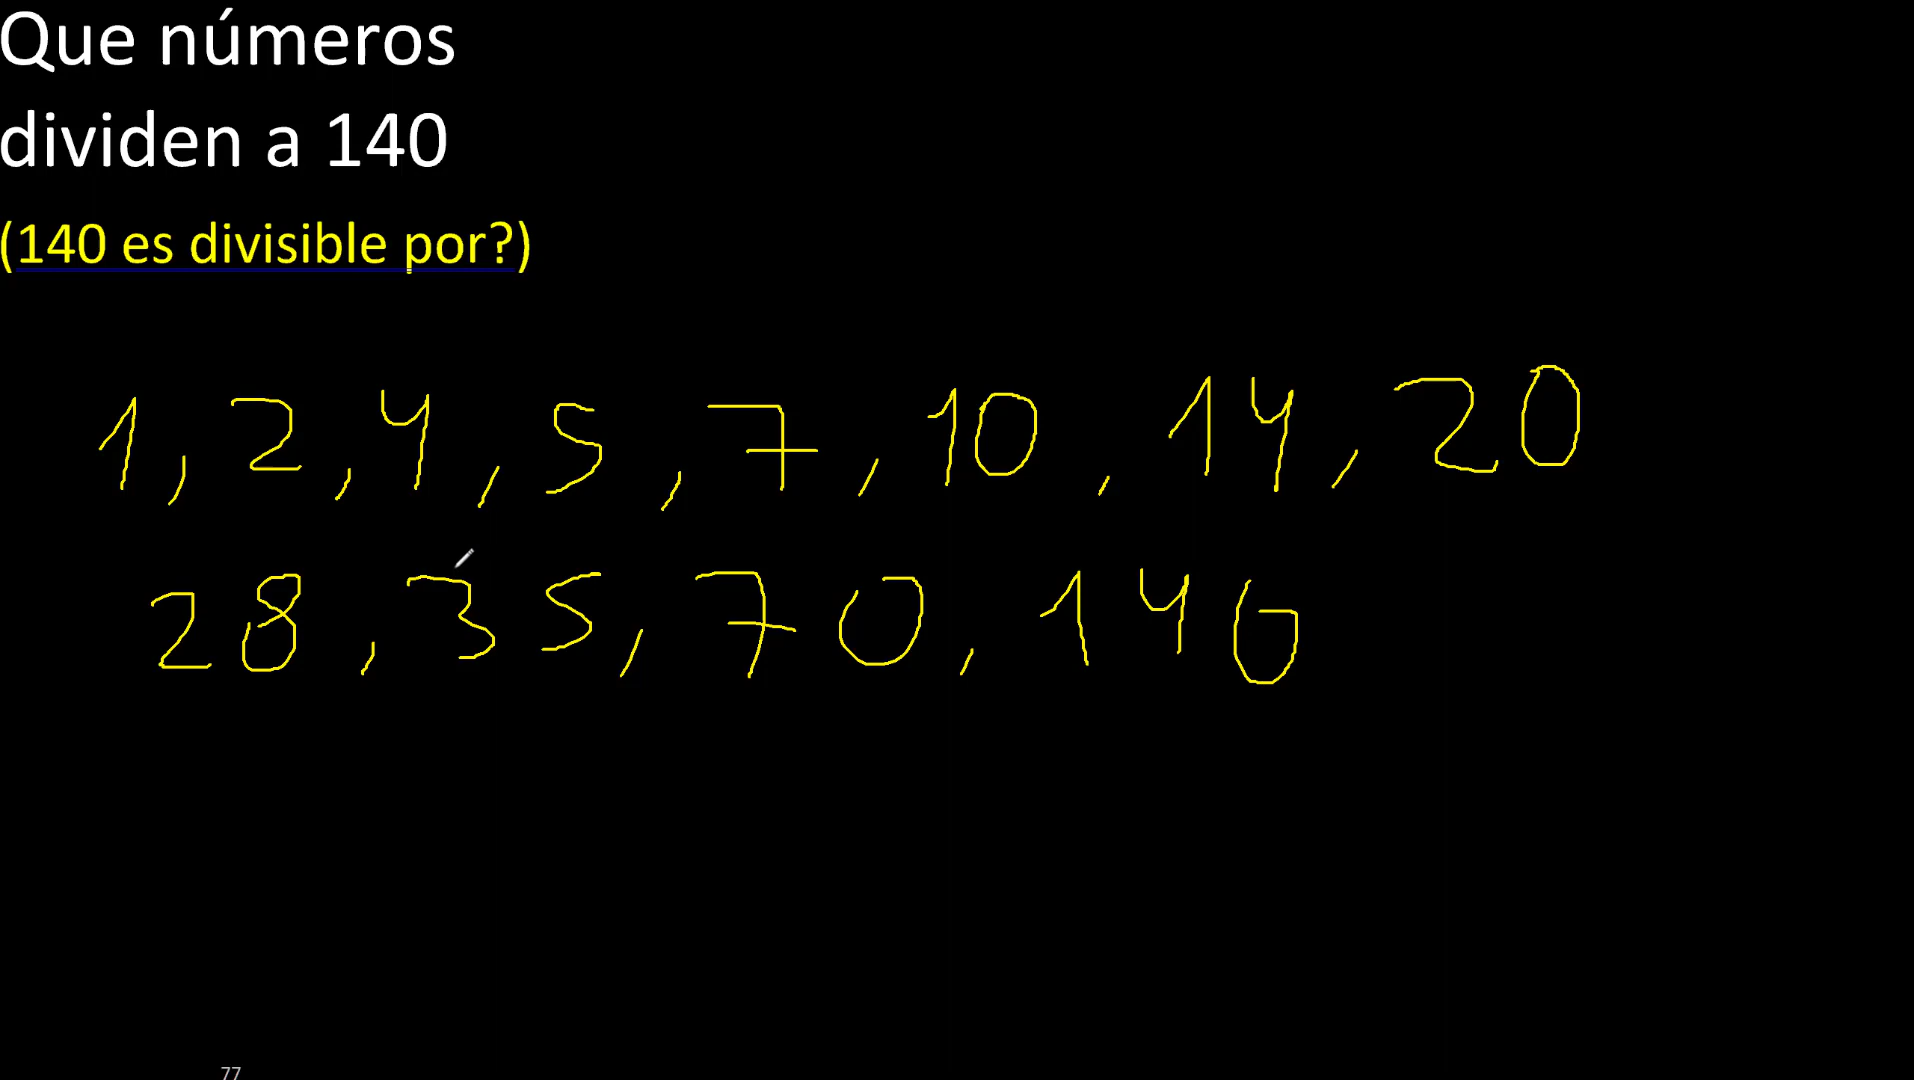 Que números
dividen a 140
(140 es divisible por?)
1, 2, 4, 5, 7, 10, 14, 20
28, 35, 70, 140
77